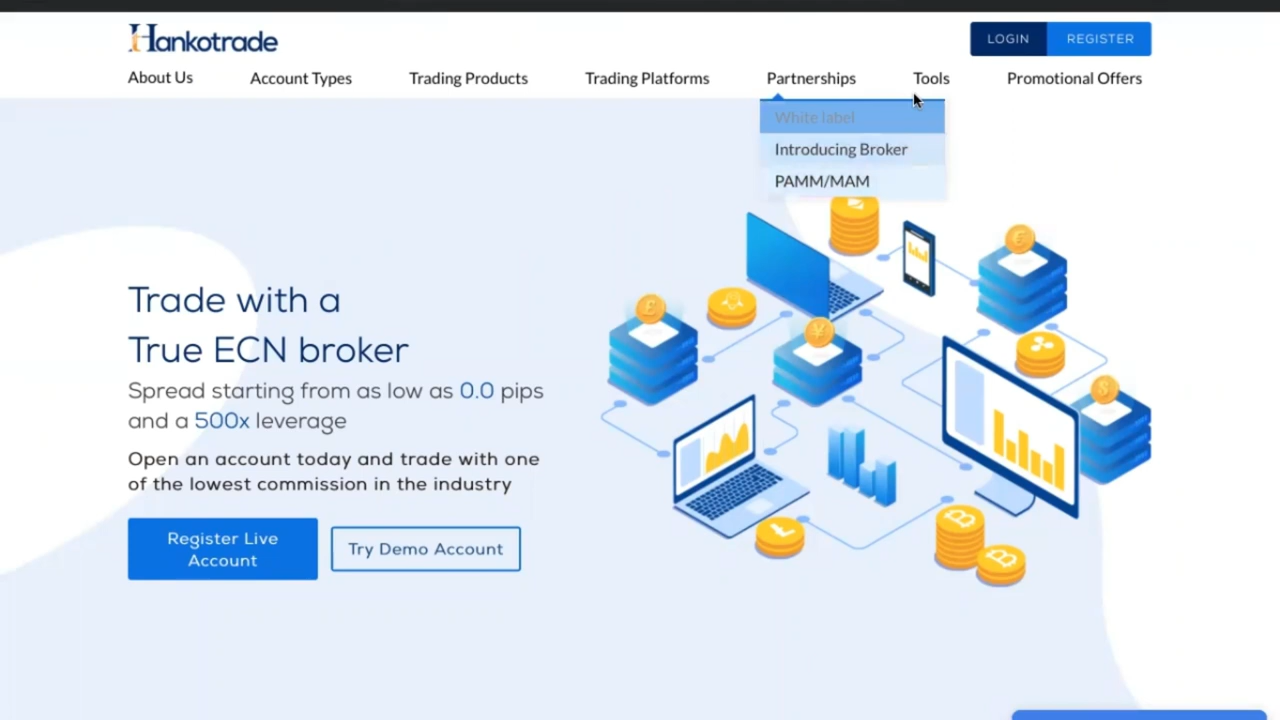 Hankotrade
LOGIN
REGISTER
About Us
Account Types
Trading Products
Trading Platforms
Partnerships
Tools
Promotional Offers
White label
Introducing Broker
PAMM/MAM
Trade with a
True ECN broker
Spread starting from as low as 0.0 pips
and a 500x leverage
Open an account today and trade with one
of the lowest commission in the industry
Register Live
Account
Try Demo Account